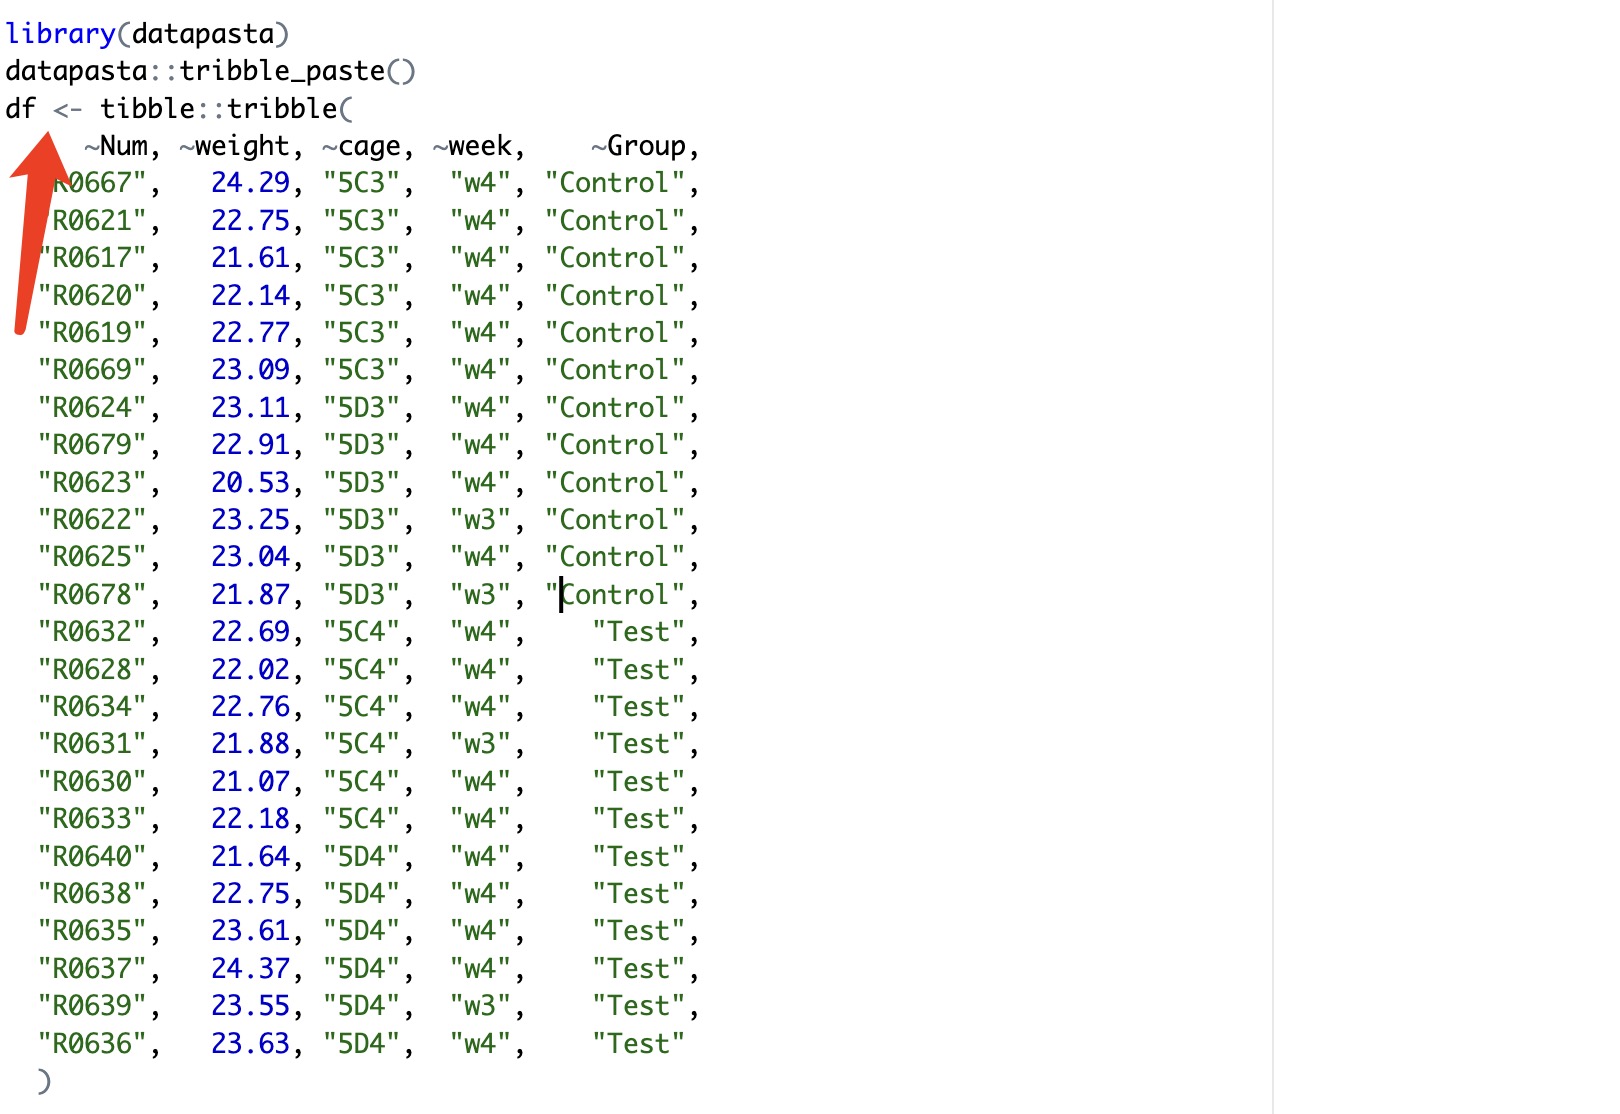 library(datapasta)
datapasta::tribble_paste()
df <- tibble::tribble(
~Num, ~weight, ~cage, ~week, ~Group,
"R0667", 24.29, "5C3", "w4", "Control",
"R0621", 22.75, "5C3", "w4", "Control",
"R0617", 21.61, "5C3", "w4", "Control",
"R0620", 22.14, "5C3", "w4", "Control",
"R0619", 22.77, "5C3", "w4", "Control",
"R0669", 23.09, "5C3", "w4", "Control",
"R0624", 23.11, "5D3", "w4", "Control",
"R0679", 22.91, "5D3", "w4", "Control",
"R0623", 20.53, "5D3", "w4", "Control",
"R0622", 23.25, "5D3", "w3", "Control",
"R0625", 23.04, "5D3", "w4", "Control",
"R0678", 21.87, "5D3", "w3", "Control",
"R0632", 22.69, "5C4", "w4", "Test",
"R0628", 22.02, "5C4", "w4", "Test",
"R0634", 22.76, "5C4", "w4", "Test",
"R0631", 21.88, "5C4", "w3", "Test",
"R0630", 21.07, "5C4", "w4", "Test",
"R0633", 22.18, "5C4", "w4", "Test",
"R0640", 21.64, "5D4", "w4", "Test",
"R0638", 22.75, "5D4", "w4", "Test",
"R0635", 23.61, "5D4", "w4", "Test",
"R0637", 24.37, "5D4", "w4", "Test",
"R0639", 23.55, "5D4", "w3", "Test",
"R0636", 23.63, "5D4", "w4", "Test"
)